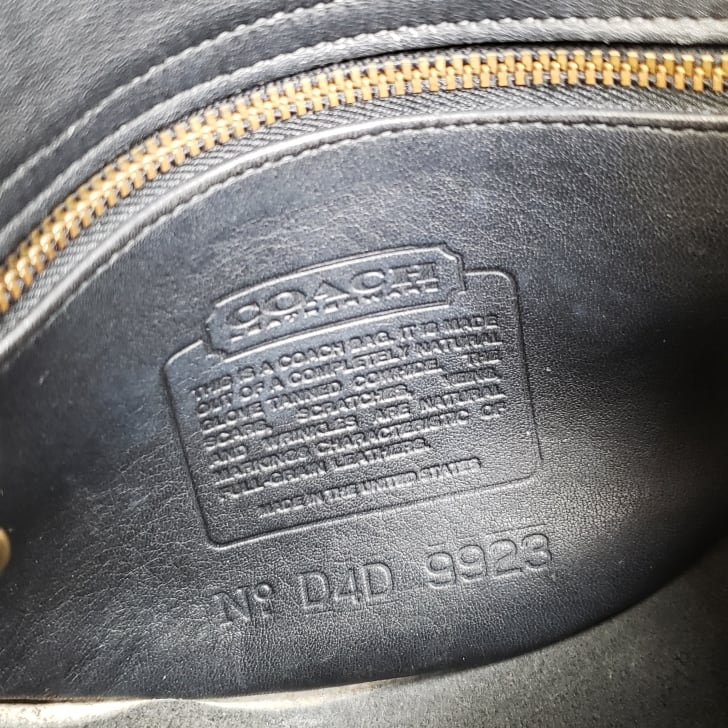 COACH
THIS IS A COACH BAG. IT IS MADE
OUT OF A COMPLETELY NATURAL
GLOVE TANNED COWHIDE. THE
SCARS, SCRATCHES, VEINS
AND WRINKLES ARE NATURAL
MARKINGS CHARACTERISTIC OF
FULL-GRAIN LEATHERS.
MADE IN THE UNITED STATES
Nº D4D 9923